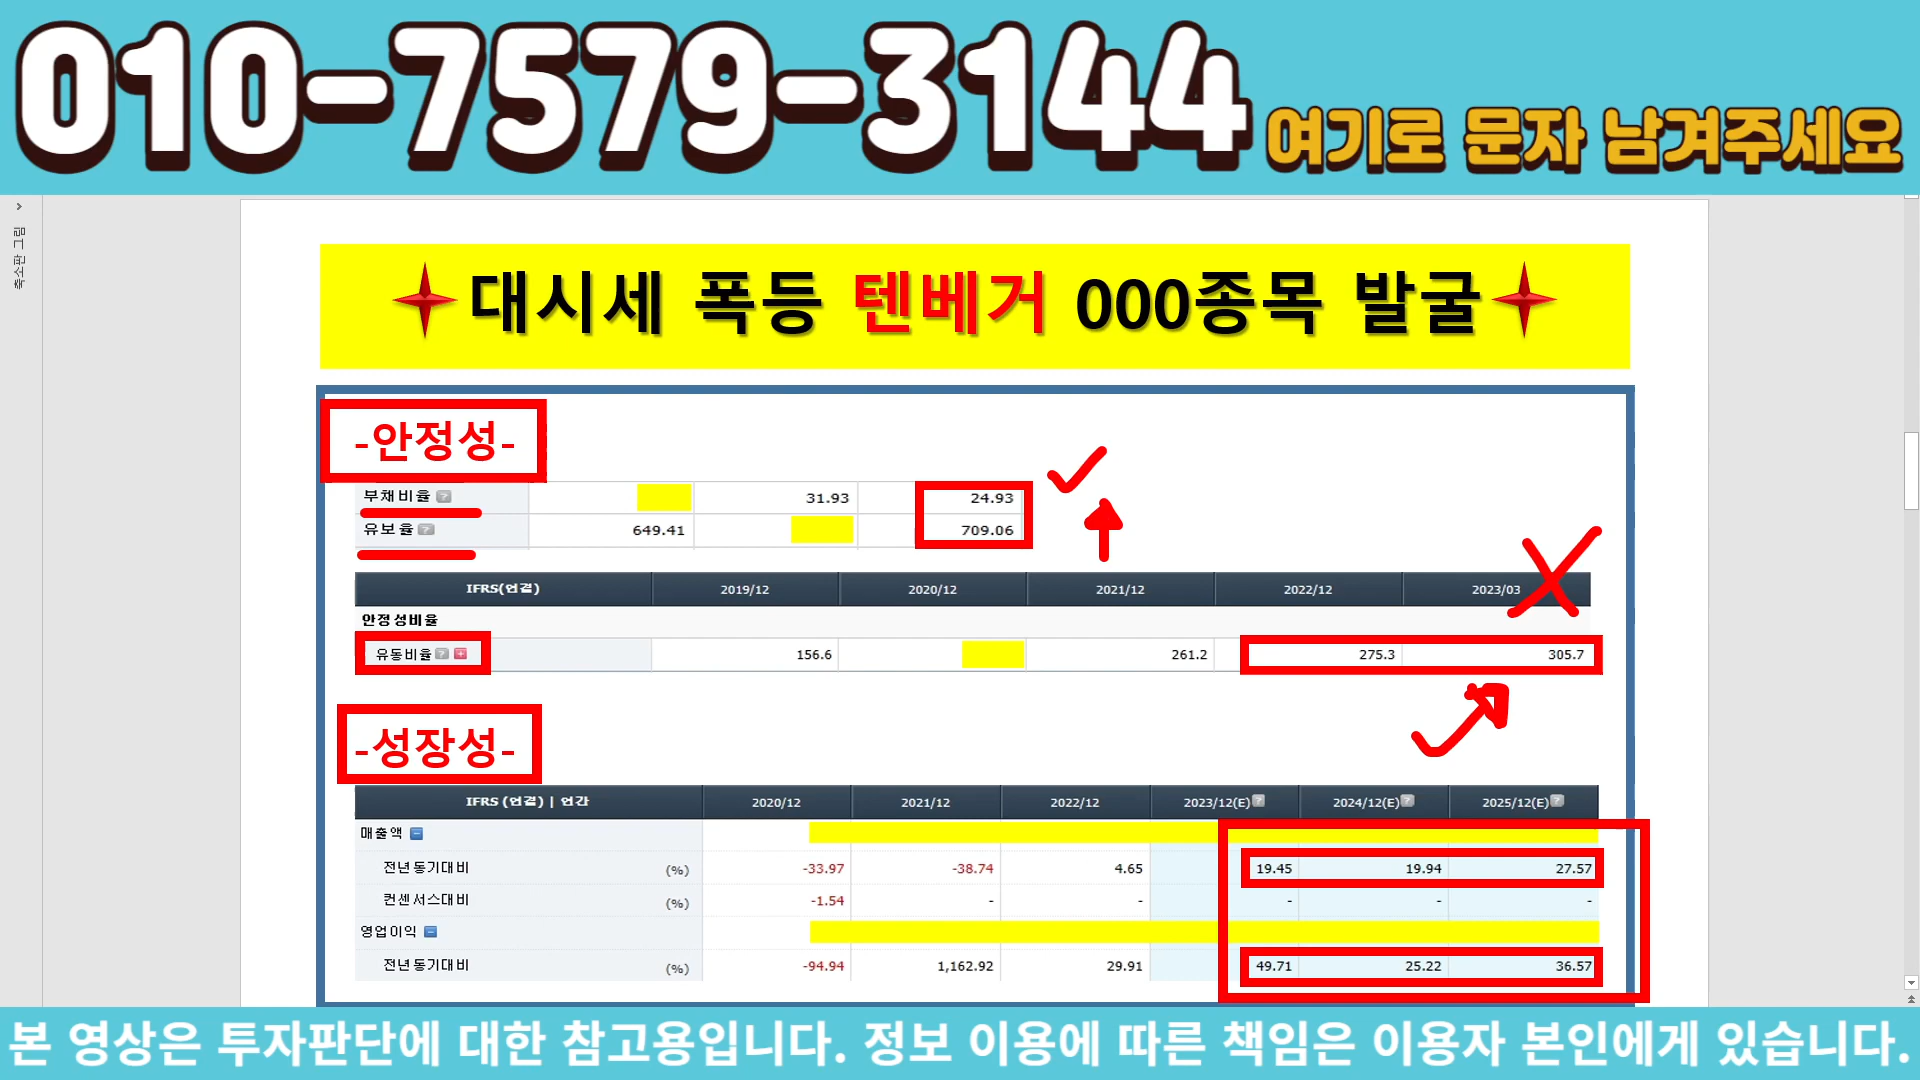 010-7579-3144 여기로 문자 남겨주세요
축소판 그림
대시세 폭등 텐베거 000종목 발굴
-안정성-
부채비율 31.93 24.93
유보율 649.41 709.06
IFRS(연결) 2019/12 2020/12 2021/12 2022/12 2023/03
안정성비율
유동비율 156.6 261.2 275.3 305.7
-성장성-
IFRS (연결) | 연간 2020/12 2021/12 2022/12 2023/12(E) 2024/12(E) 2025/12(E)
매출액
전년동기대비 (%) -33.97 -38.74 4.65 19.45 19.94 27.57
컨센서스대비 (%) -1.54 - - - - -
영업이익
전년동기대비 (%) -94.94 1,162.92 29.91 49.71 25.22 36.57
본 영상은 투자판단에 대한 참고용입니다. 정보 이용에 따른 책임은 이용자 본인에게 있습니다.